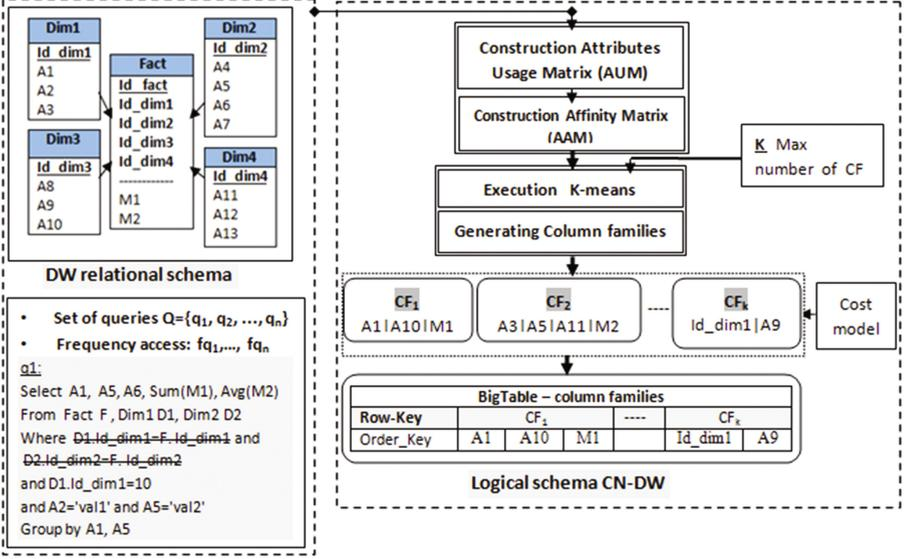 Dim1
Id_dim1
A1
A2
A3
Dim2
Id_dim2
A4
A5
A6
A7
Fact
Id_fact
Id_dim1
Id_dim2
Id_dim3
Id_dim4
------------
M1
M2
Dim3
Id_dim3
A8
A9
A10
Dim4
Id_dim4
A11
A12
A13
DW relational schema
• Set of queries Q={q1, q2, ...,qn}
• Frequency access: fq1,..., fqn
q1:
Select A1, A5, A6, Sum(M1), Avg(M2)
From Fact F, Dim1 D1, Dim2 D2
Where D1.Id_dim1=F. Id_dim1 and
D2.Id_dim2=F. Id_dim2
and D1.Id_dim1=10
and A2='val1' and A5='val2'
Group by A1, A5
Construction Attributes
Usage Matrix (AUM)
Construction Affinity Matrix
(AAM)
K Max
number of CF
Execution K-means
Generating Column families
CF1
A1|A10|M1
CF2
A3|A5|A11|M2
----
CFk
Id_dim1|A9
Cost
model
BigTable – column families
Row-Key CF1 ---- CFk
Order_Key A1 A10 M1 Id_dim1 A9
Logical schema CN-DW